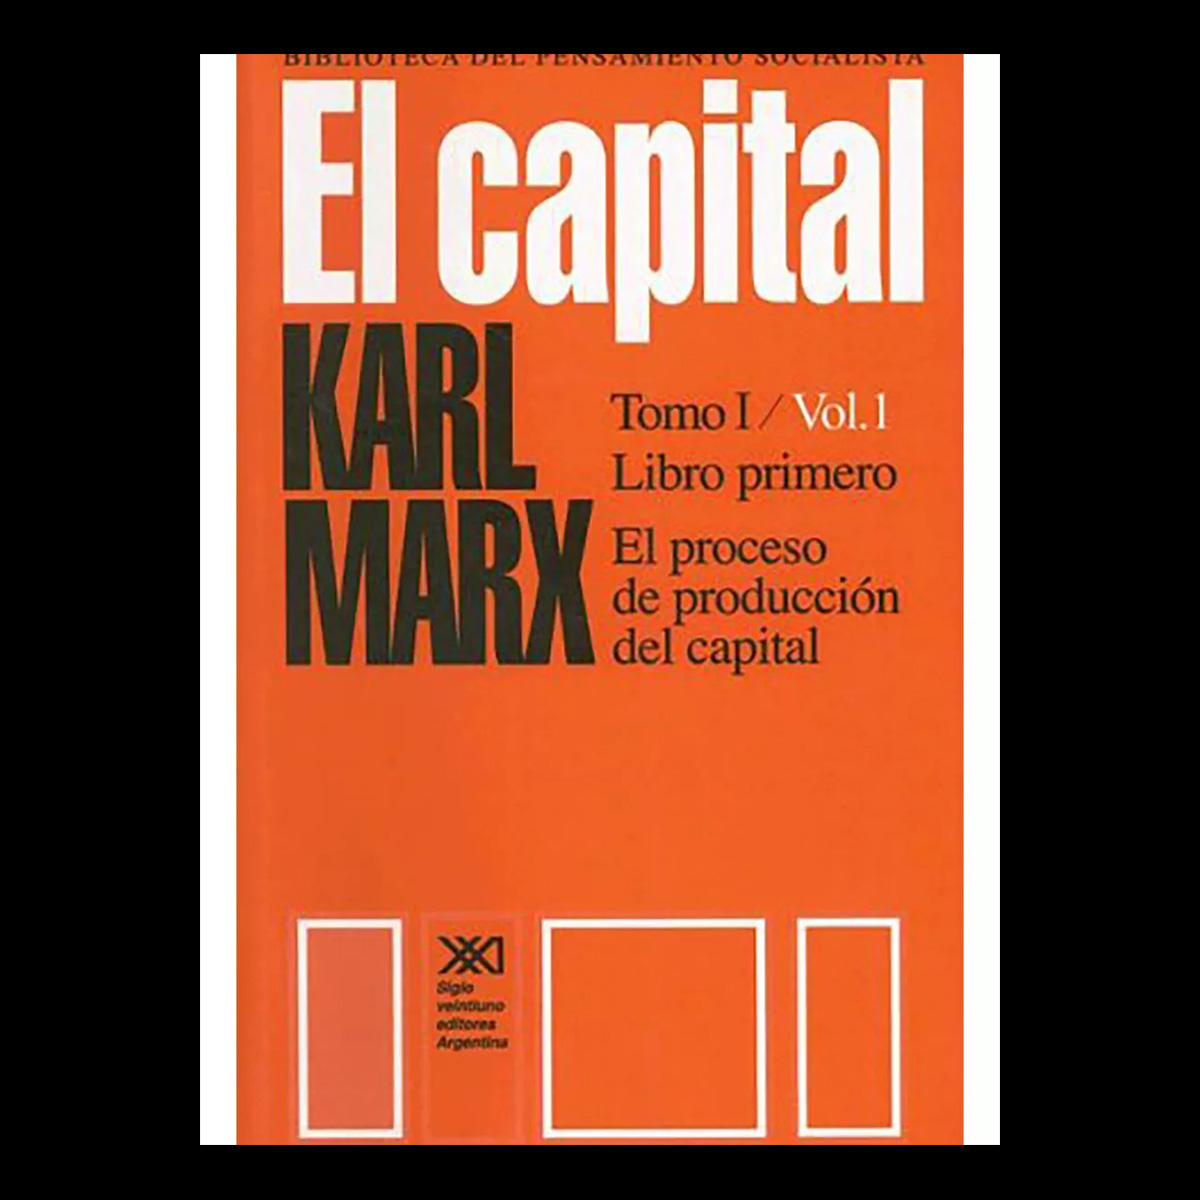 BIBLIOTECA DEL PENSAMIENTO SOCIALISTA
El capital
KARL
MARX
Tomo I / Vol. 1
Libro primero
El proceso
de producción
del capital
Siglo
veintiuno
editores
Argentina